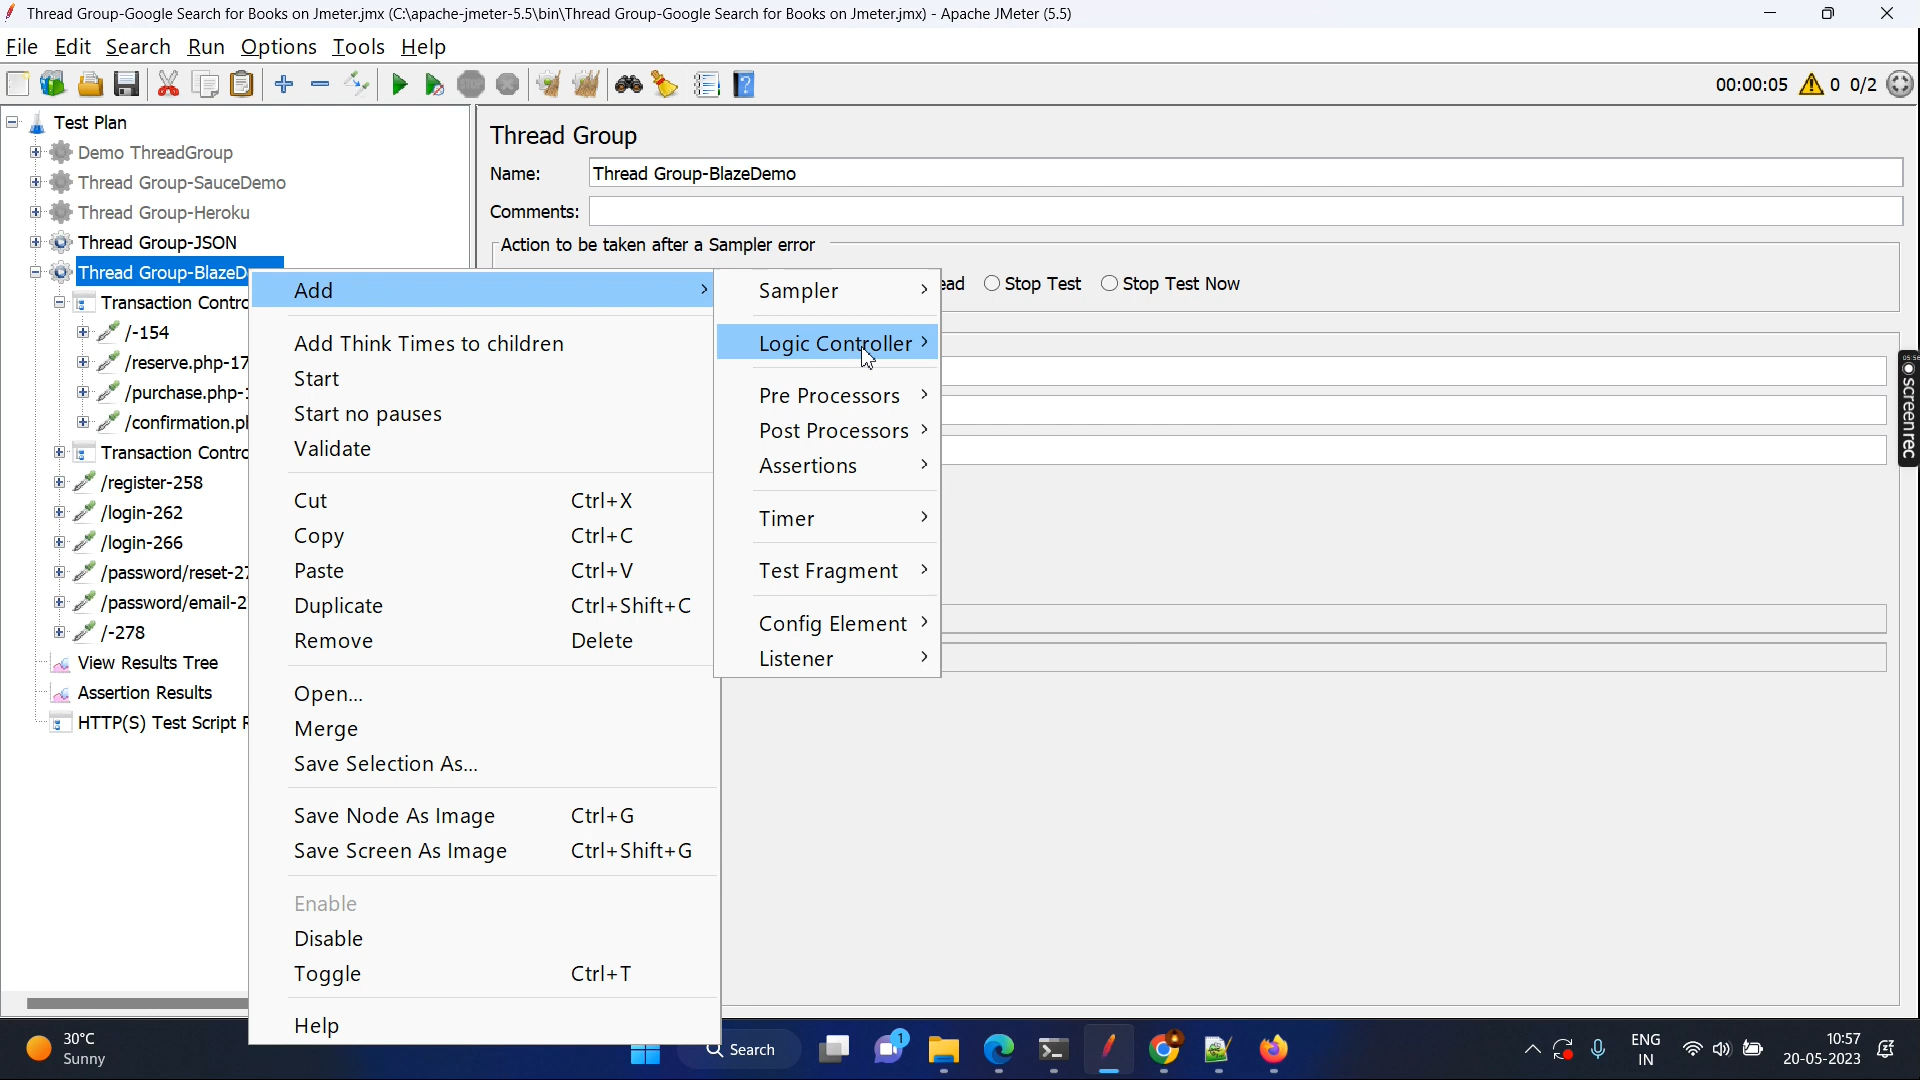 Thread Group-Google Search for Books on Jmeter.jmx (C:\apache-jmeter-5.5\bin\Thread Group-Google Search for Books on Jmeter.jmx) - Apache JMeter (5.5)
File Edit Search Run Options Tools Help
00:00:05 0 0/2
Test Plan
Demo ThreadGroup
Thread Group-SauceDemo
Thread Group-Heroku
Thread Group-JSON
Thread Group-BlazeD
Transaction Contro
/-154
/reserve.php-17
/purchase.php-1
/confirmation.p
Transaction Contro
/register-258
/login-262
/login-266
/password/reset-27
/password/email-2
/-278
View Results Tree
Assertion Results
HTTP(S) Test Script R
Thread Group
Name: Thread Group-BlazeDemo
Comments:
Action to be taken after a Sampler error
ead Stop Test Stop Test Now
Add
Add Think Times to children
Start
Start no pauses
Validate
Cut Ctrl+X
Copy Ctrl+C
Paste Ctrl+V
Duplicate Ctrl+Shift+C
Remove Delete
Open...
Merge
Save Selection As...
Save Node As Image Ctrl+G
Save Screen As Image Ctrl+Shift+G
Enable
Disable
Toggle Ctrl+T
Help
Sampler
Logic Controller
Pre Processors
Post Processors
Assertions
Timer
Test Fragment
Config Element
Listener
screenrec
30°C
Sunny
Search
1
ENG
IN
10:57
20-05-2023